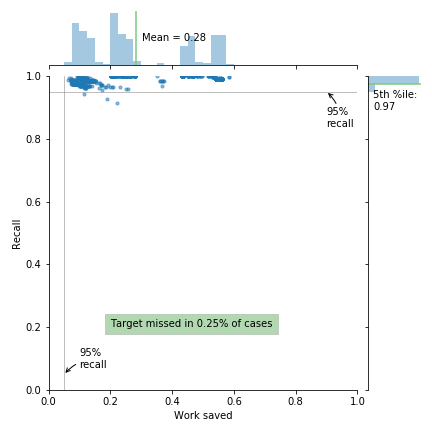 Mean = 0.28
1.0
0.8
0.6
0.4
0.2
0.0
Recall
95%
recall
5th %ile:
0.97
Target missed in 0.25% of cases
95%
recall
0.0
0.2
0.4
0.6
0.8
1.0
Work saved